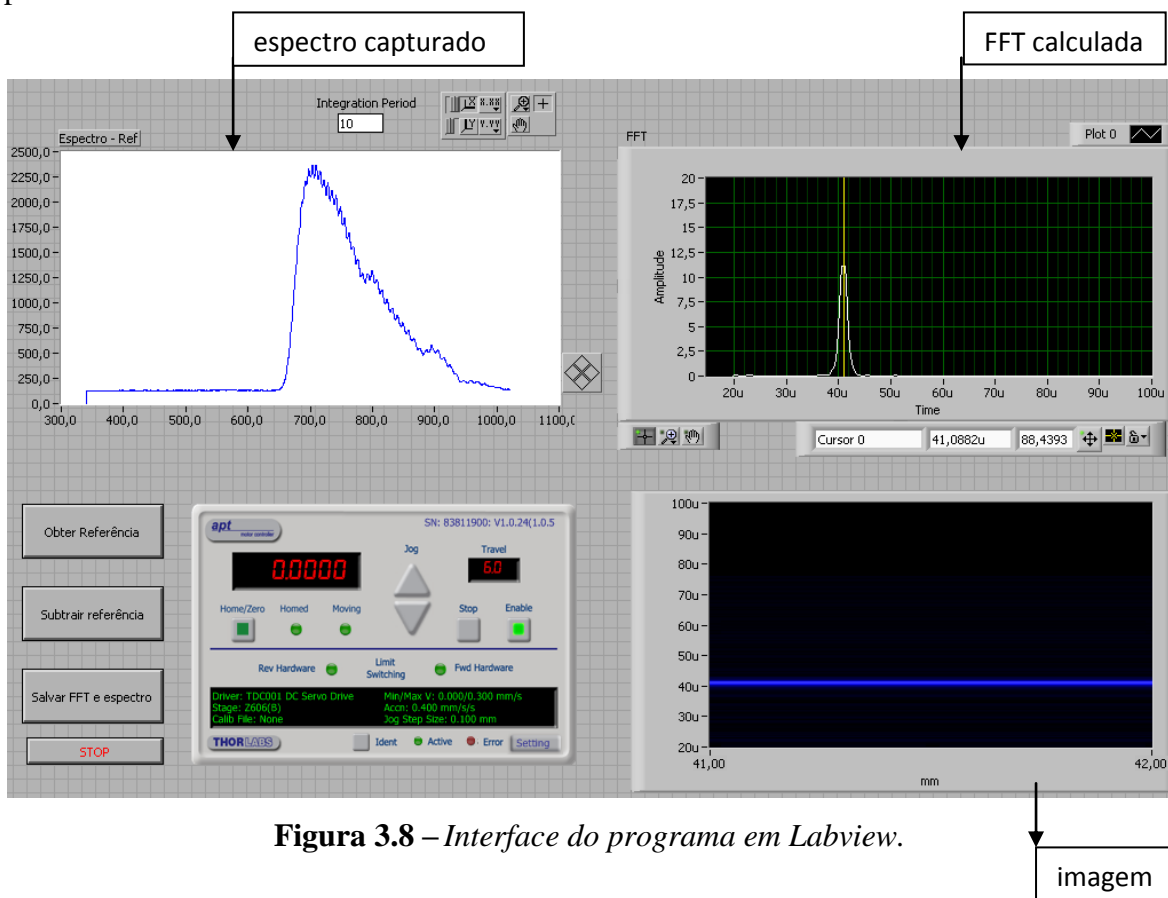 espectro capturado
FFT calculada
Integration Period
10
Espectro - Ref
2500,0
2250,0
2000,0
1750,0
1500,0
1250,0
1000,0
750,0
500,0
250,0
0,0
300,0 400,0 500,0 600,0 700,0 800,0 900,0 1000,0 1100,0
X.XX
Y.YY
FFT
Plot 0
Amplitude
20
17,5
15
12,5
10
7,5
5
2,5
0
20u 30u 40u 50u 60u 70u 80u 90u 100u
Time
Cursor 0 41,0882u 88,4393
Obter Referência
Subtrair referência
Salvar FFT e espectro
STOP
apt
motor controller
SN: 83811900: V1.0.24(1.0.5
0.0000
Jog
Travel
6.0
Home/Zero Homed Moving Stop Enable
Rev Hardware Limit Switching Fwd Hardware
Driver: TDC001 DC Servo Drive Min/Max V: 0.000/0.300 mm/s
Stage: Z606(B) Accn: 0.400 mm/s/s
Calib File: None Jog Step Size: 0.100 mm
THORLABS Ident Active Error Setting
100u
90u
80u
70u
60u
50u
40u
30u
20u
41,00 42,00
mm
Figura 3.8 – Interface do programa em Labview.
imagem